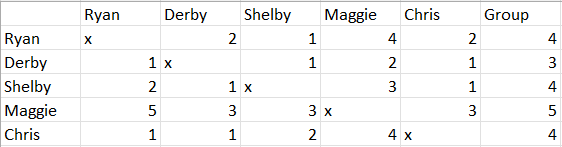 Ryan Derby Shelby Maggie Chris Group
Ryan x 2 1 4 2 4
Derby 1 x 1 2 1 3
Shelby 2 1 x 3 1 4
Maggie 5 3 3 x 3 5
Chris 1 1 2 4 x 4